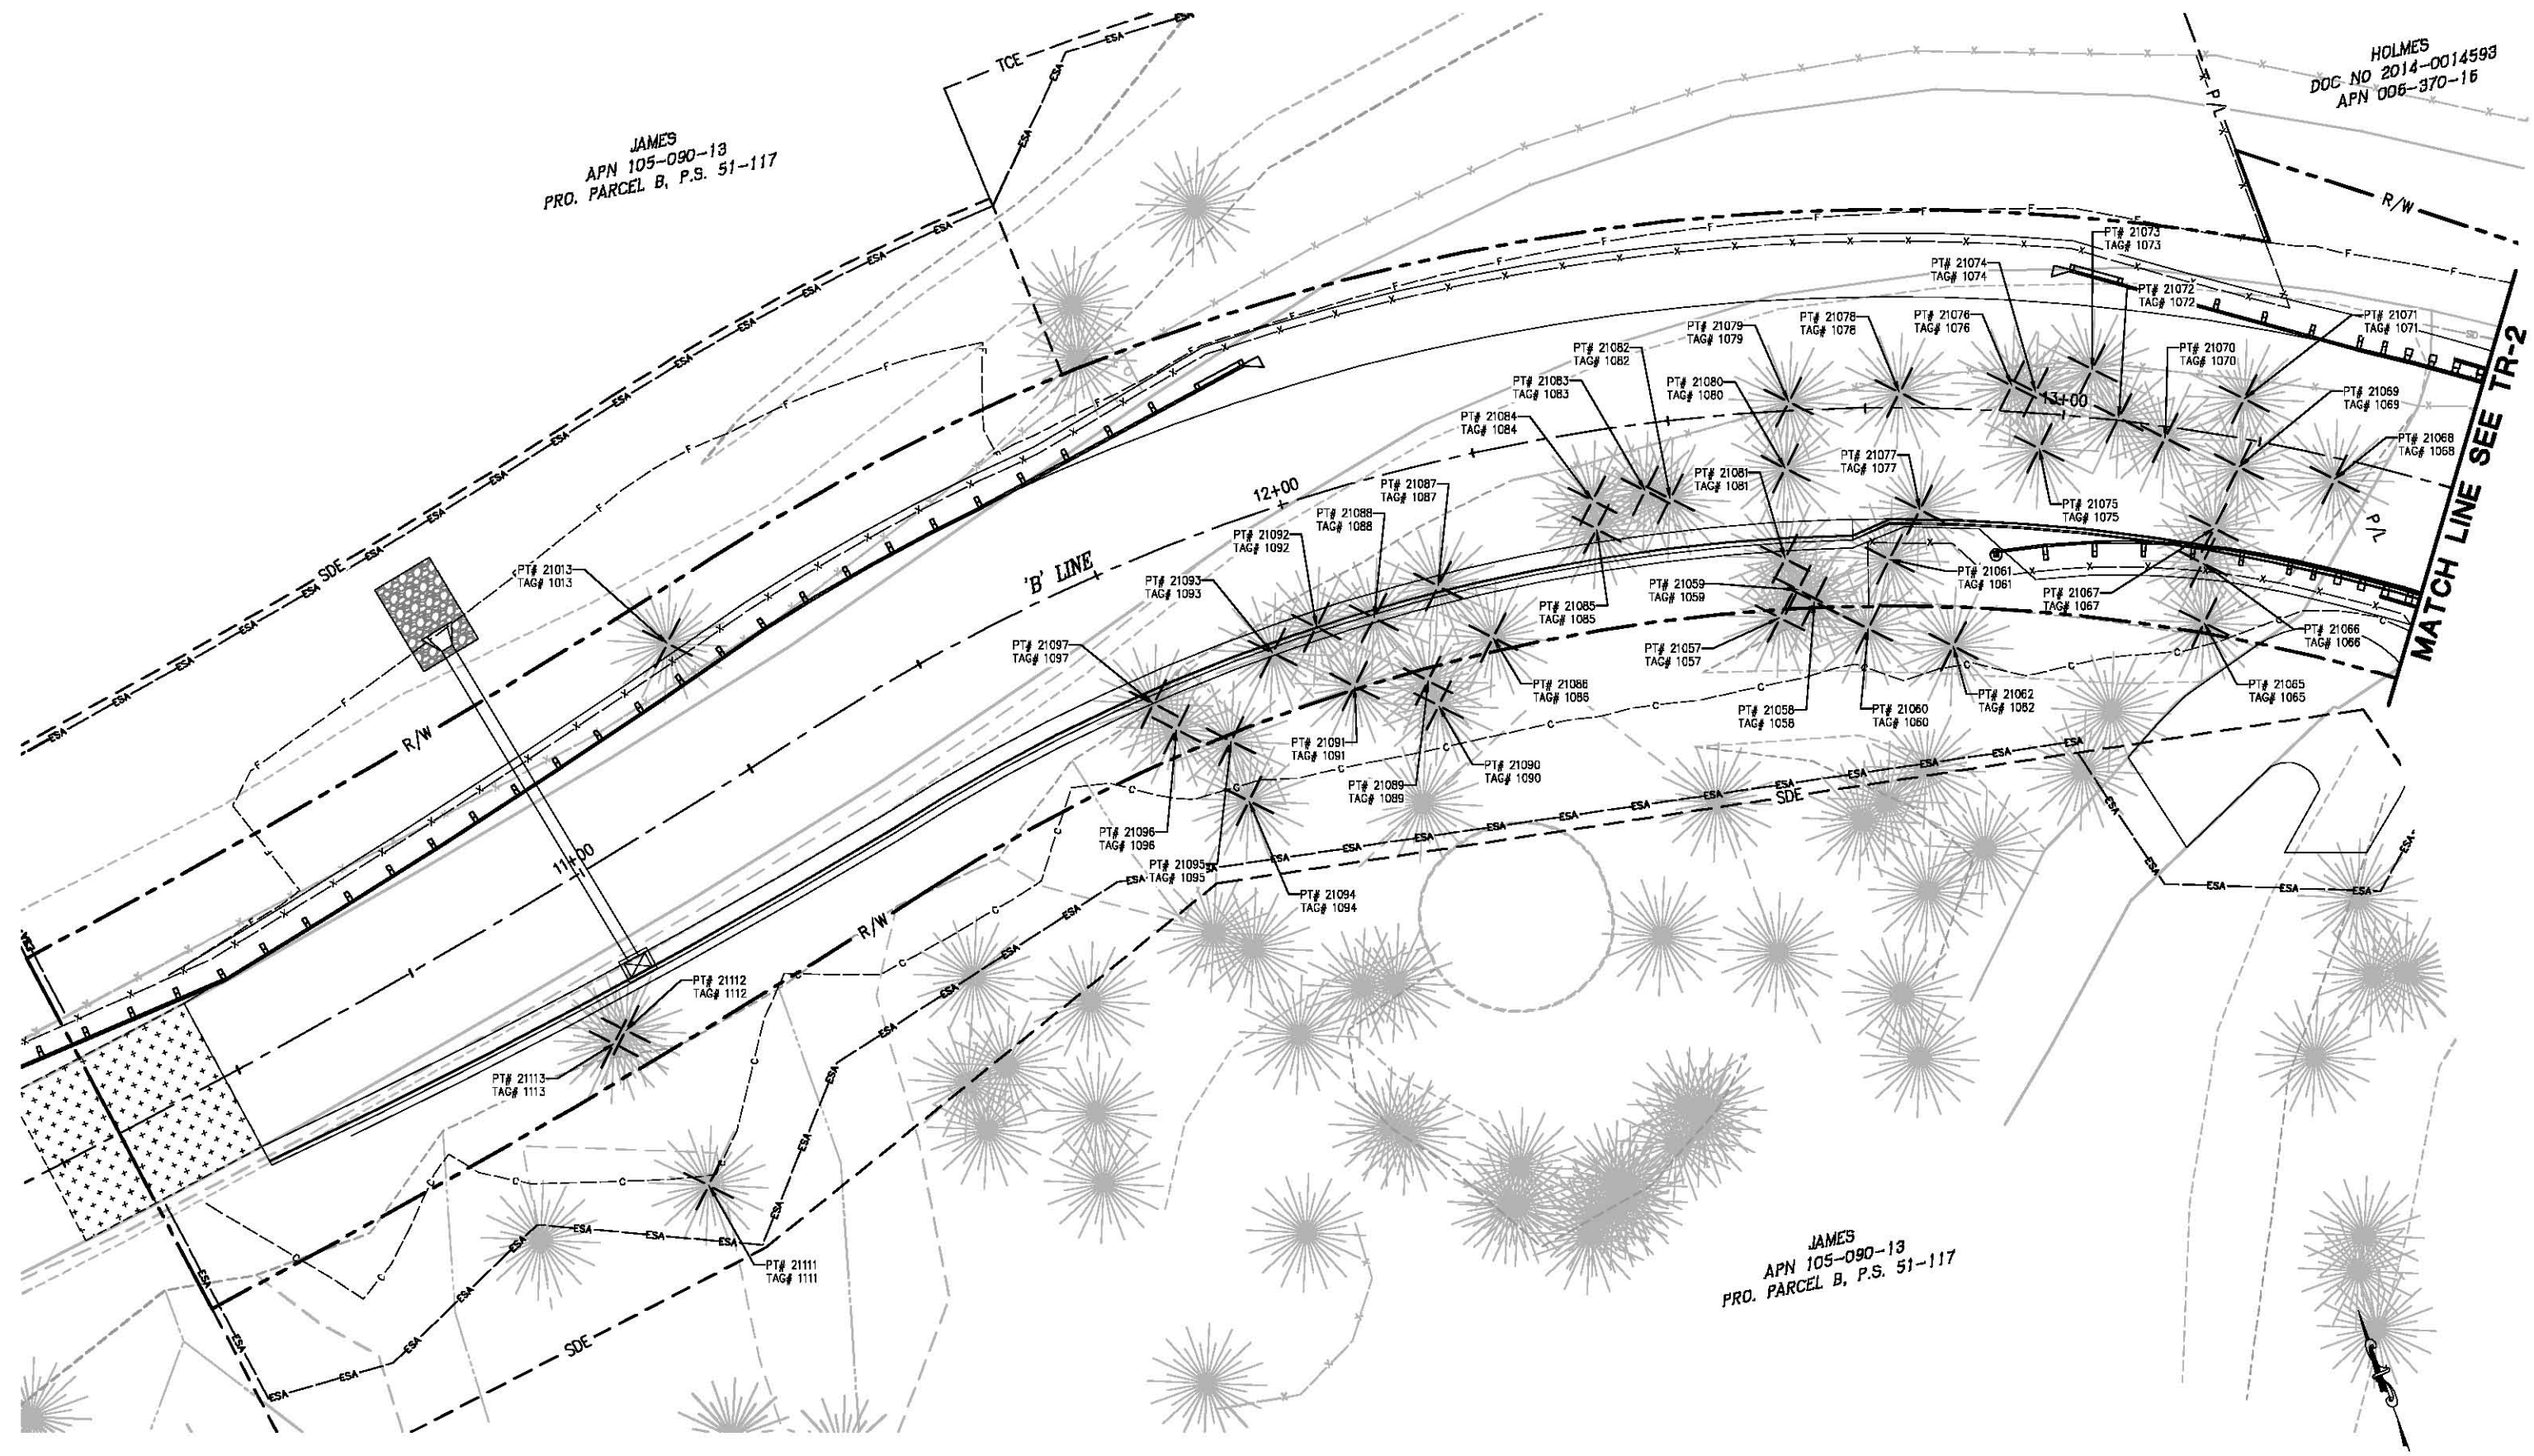 HOLMES
DOC NO 2014-0014593
APN 006-370-16
TCE
ESA
ESA
ESA
ESA
P/L
R/W
JAMES
APN 105-090-13
PRO. PARCEL B, P.S. 51-117
PT# 21073
TAG# 1073
PT# 21074
TAG# 1074
PT# 21072
TAG# 1072
PT# 21071
TAG# 1071
PT# 21079
TAG# 1079
PT# 21078
TAG# 1078
PT# 21076
TAG# 1076
PT# 21070
TAG# 1070
PT# 21082
TAG# 1082
PT# 21083
TAG# 1083
PT# 21080
TAG# 1080
PT# 21069
TAG# 1069
PT# 21084
TAG# 1084
13+00
PT# 21068
TAG# 1068
PT# 21077
TAG# 1077
PT# 21081
TAG# 1081
PT# 21075
TAG# 1075
MATCH LINE SEE TR-2
P/L
12+00
PT# 21087
TAG# 1087
PT# 21088
TAG# 1088
PT# 21092
TAG# 1092
'B' LINE
PT# 21093
TAG# 1093
PT# 21013
TAG# 1013
SDE
PT# 21059
TAG# 1059
PT# 21061
TAG# 1061
PT# 21067
TAG# 1067
PT# 21085
TAG# 1085
PT# 21066
TAG# 1066
PT# 21097
TAG# 1097
PT# 21057
TAG# 1057
PT# 21086
TAG# 1086
PT# 21065
TAG# 1065
PT# 21062
TAG# 1062
PT# 21060
TAG# 1060
PT# 21058
TAG# 1058
R/W
PT# 21091
TAG# 1091
PT# 21090
TAG# 1090
PT# 21089
TAG# 1089
SDE
PT# 21096
TAG# 1096
PT# 21095
TAG# 1095
PT# 21094
TAG# 1094
11+00
R/W
PT# 21112
TAG# 1112
PT# 21113
TAG# 1113
PT# 21111
TAG# 1111
JAMES
APN 105-090-13
PRO. PARCEL B, P.S. 51-117
SDE